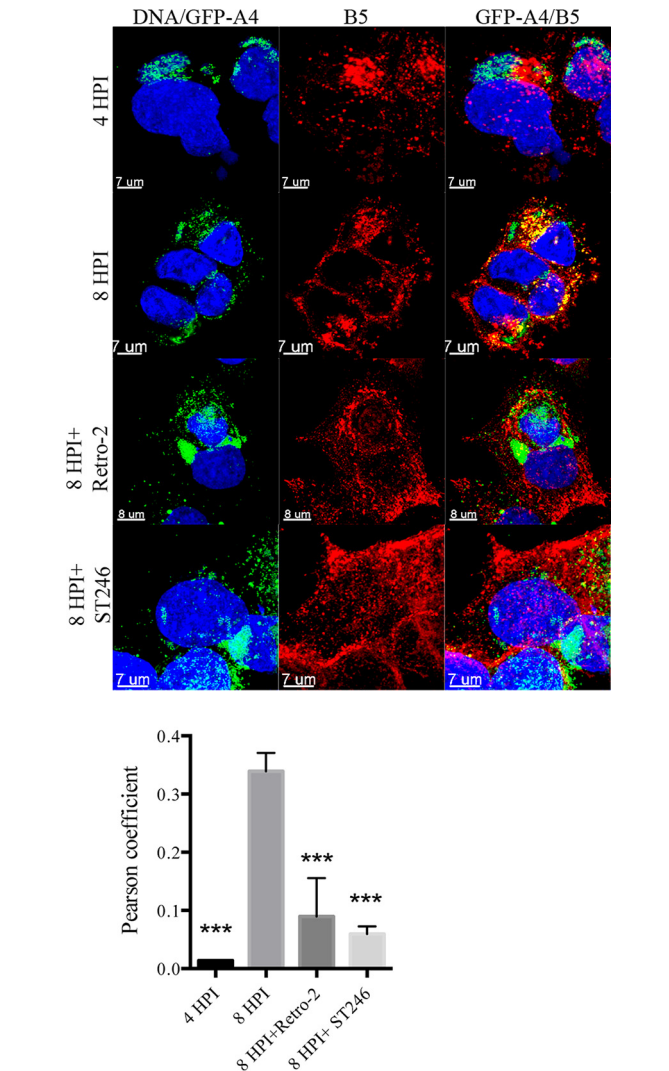 DNA/GFP-A4 B5 GFP-A4/B5
4 HPI
7 um 7 um 7 um
8 HPI
7 um 7 um 7 um
8 HPI+
Retro-2
8 um 8 um 8 um
8 HPI+
ST246
7 um 7 um 7 um
Pearson coefficient
0.4
0.3
0.2
0.1
0.0
***
***
***
4 HPI
8 HPI
8 HPI+Retro-2
8 HPI+ ST246